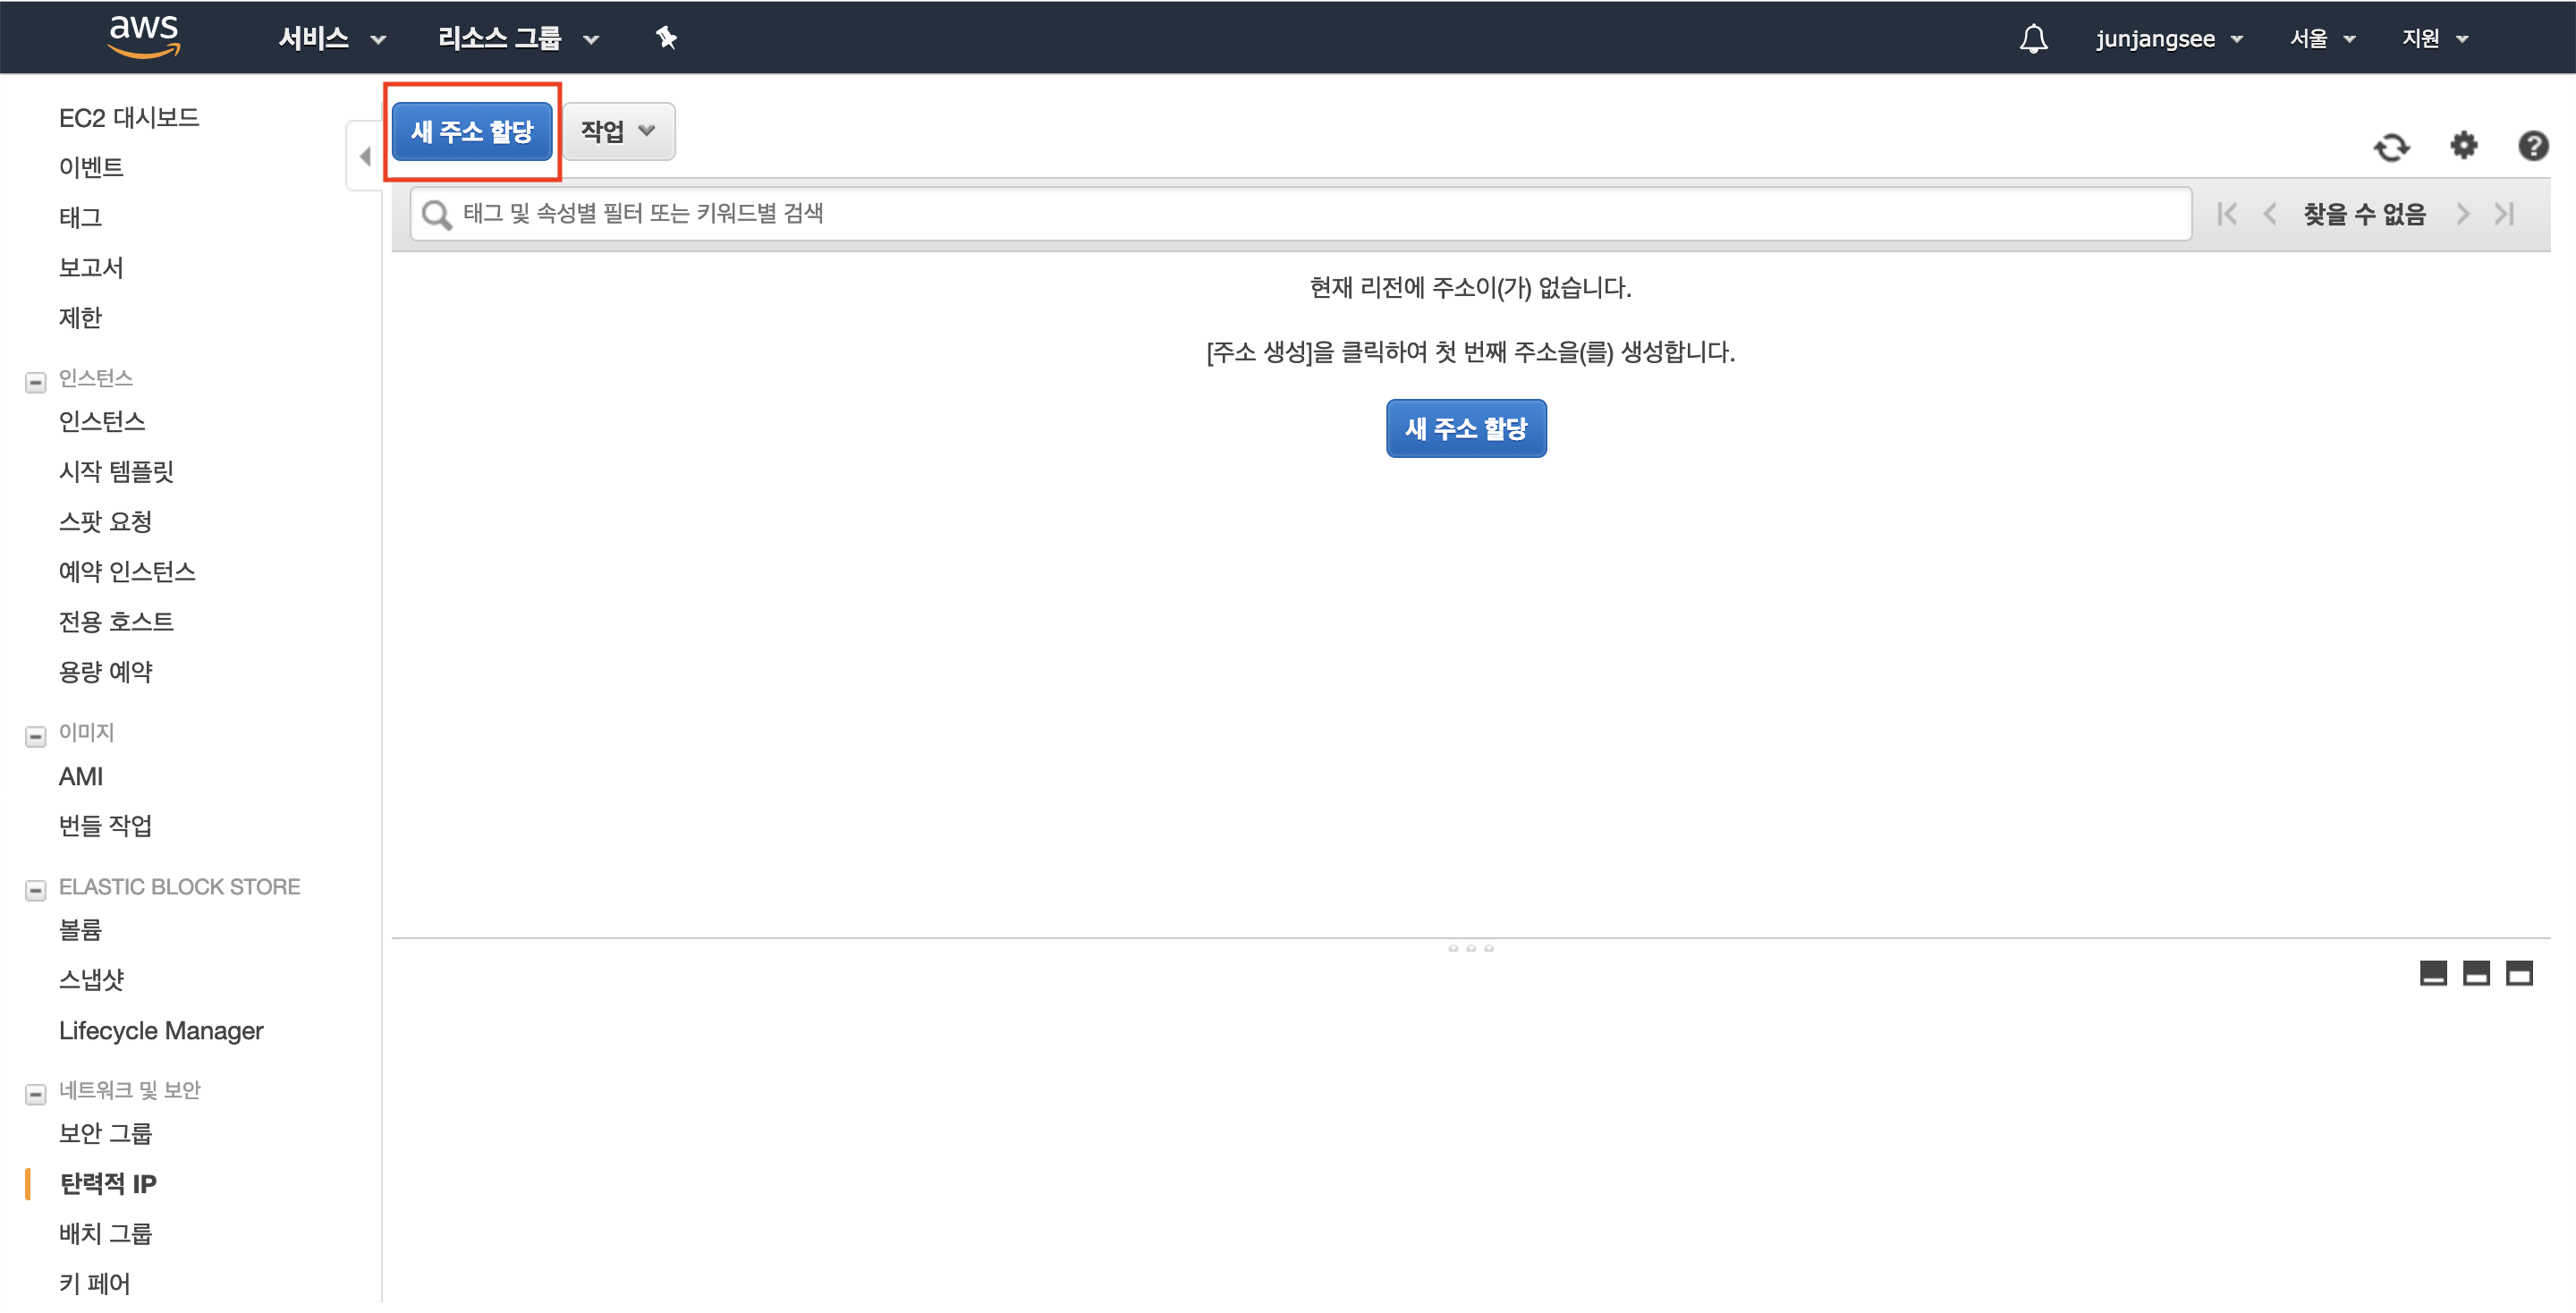 aws 서비스 리소스 그룹 junjangsee 서울 지원
EC2 대시보드
이벤트
태그
보고서
제한
인스턴스
인스턴스
시작 템플릿
스팟 요청
예약 인스턴스
전용 호스트
용량 예약
이미지
AMI
번들 작업
ELASTIC BLOCK STORE
볼륨
스냅샷
Lifecycle Manager
네트워크 및 보안
보안 그룹
탄력적 IP
배치 그룹
키 페어
새 주소 할당 작업
태그 및 속성별 필터 또는 키워드별 검색 찾을 수 없음
현재 리전에 주소이(가) 없습니다.
[주소 생성]을 클릭하여 첫 번째 주소을(를) 생성합니다.
새 주소 할당